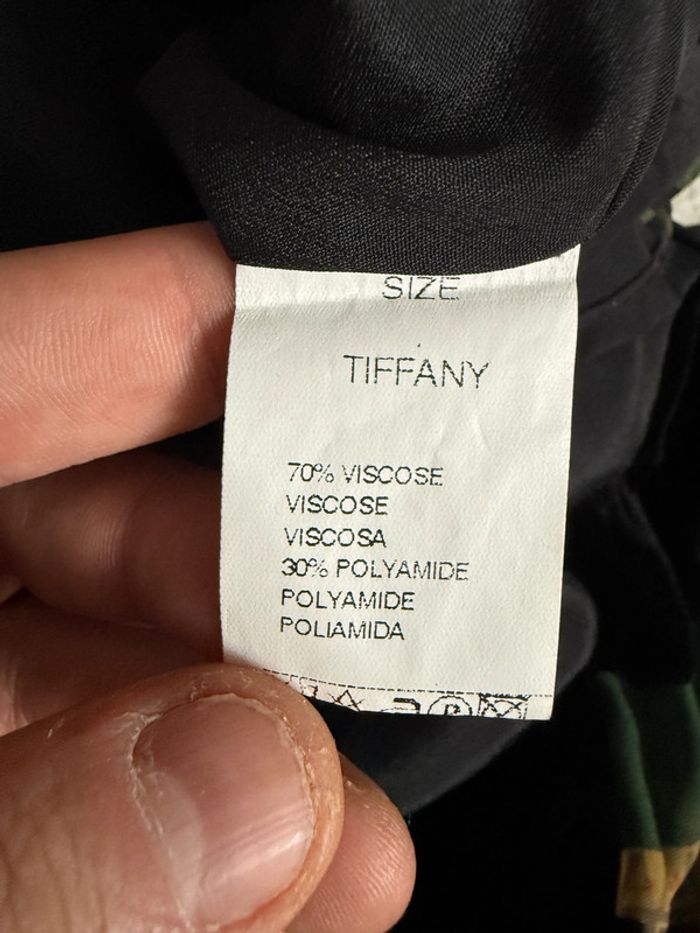 SIZE
TIFFANY
70% VISCOSE
VISCOSE
VISCOSA
30% POLYAMIDE
POLYAMIDE
POLIAMIDA